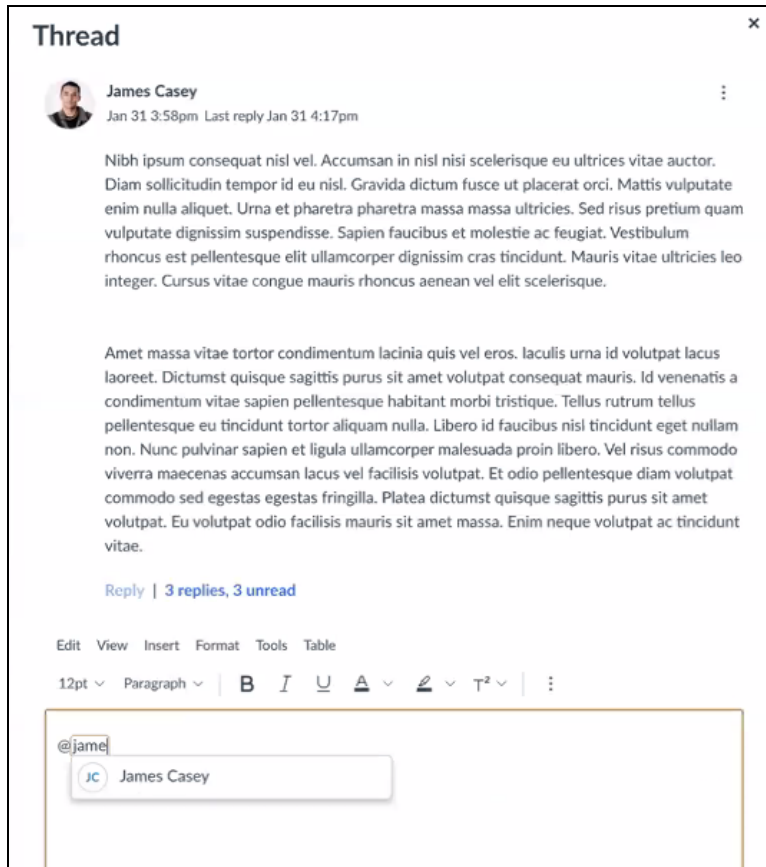 Thread
×
James Casey
Jan 31 3:58pm Last reply Jan 31 4:17pm
Nibh ipsum consequat nisl vel. Accumsan in nisl nisi scelerisque eu ultrices vitae auctor.
Diam sollicitudin tempor id eu nisl. Gravida dictum fusce ut placerat orci. Mattis vulputate
enim nulla aliquet. Urna et pharetra pharetra massa massa ultricies. Sed risus pretium quam
vulputate dignissim suspendisse. Sapien faucibus et molestie ac feugiat. Vestibulum
rhoncus est pellentesque elit ullamcorper dignissim cras tincidunt. Mauris vitae ultricies leo
integer. Cursus vitae congue mauris rhoncus aenean vel elit scelerisque.
Amet massa vitae tortor condimentum lacinia quis vel eros. Iaculis urna id volutpat lacus
laoreet. Dictumst quisque sagittis purus sit amet volutpat consequat mauris. Id venenatis a
condimentum vitae sapien pellentesque habitant morbi tristique. Tellus rutrum tellus
pellentesque eu tincidunt tortor aliquam nulla. Libero id faucibus nisl tincidunt eget nullam
non. Nunc pulvinar sapien et ligula ullamcorper malesuada proin libero. Vel risus commodo
viverra maecenas accumsan lacus vel facilisis volutpat. Et odio pellentesque diam volutpat
commodo sed egestas egestas fringilla. Platea dictumst quisque sagittis purus sit amet
volutpat. Eu volutpat odio facilisis mauris sit amet massa. Enim neque volutpat ac tincidunt
vitae.
Reply | 3 replies, 3 unread
Edit View Insert Format Tools Table
12pt Paragraph B I U A T²
@jame
JC James Casey